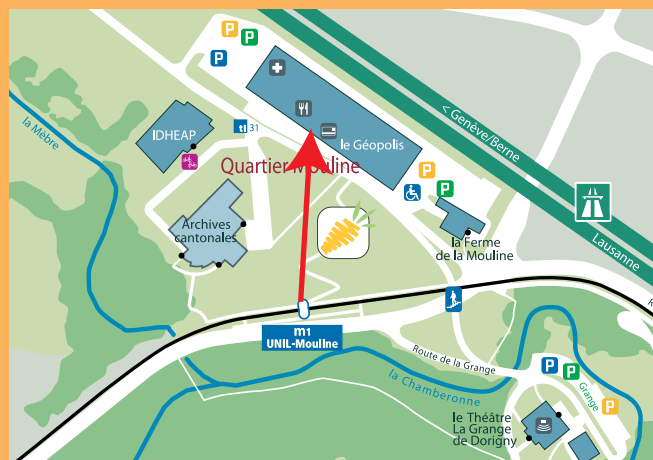 P
P
P
la Mèbre
IDHEAP
tl 31
le Géopolis
< Genève/Berne
Quartier Mouline
P
P
Archives
cantonales
la Ferme
de la Mouline
Lausanne
m1
UNIL-Mouline
Route de la Grange
la Chamberonne
P
P
P
Grange
le Théâtre
La Grange
de Dorigny